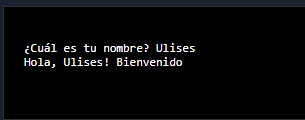 ¿Cuál es tu nombre? Ulises
Hola, Ulises! Bienvenido